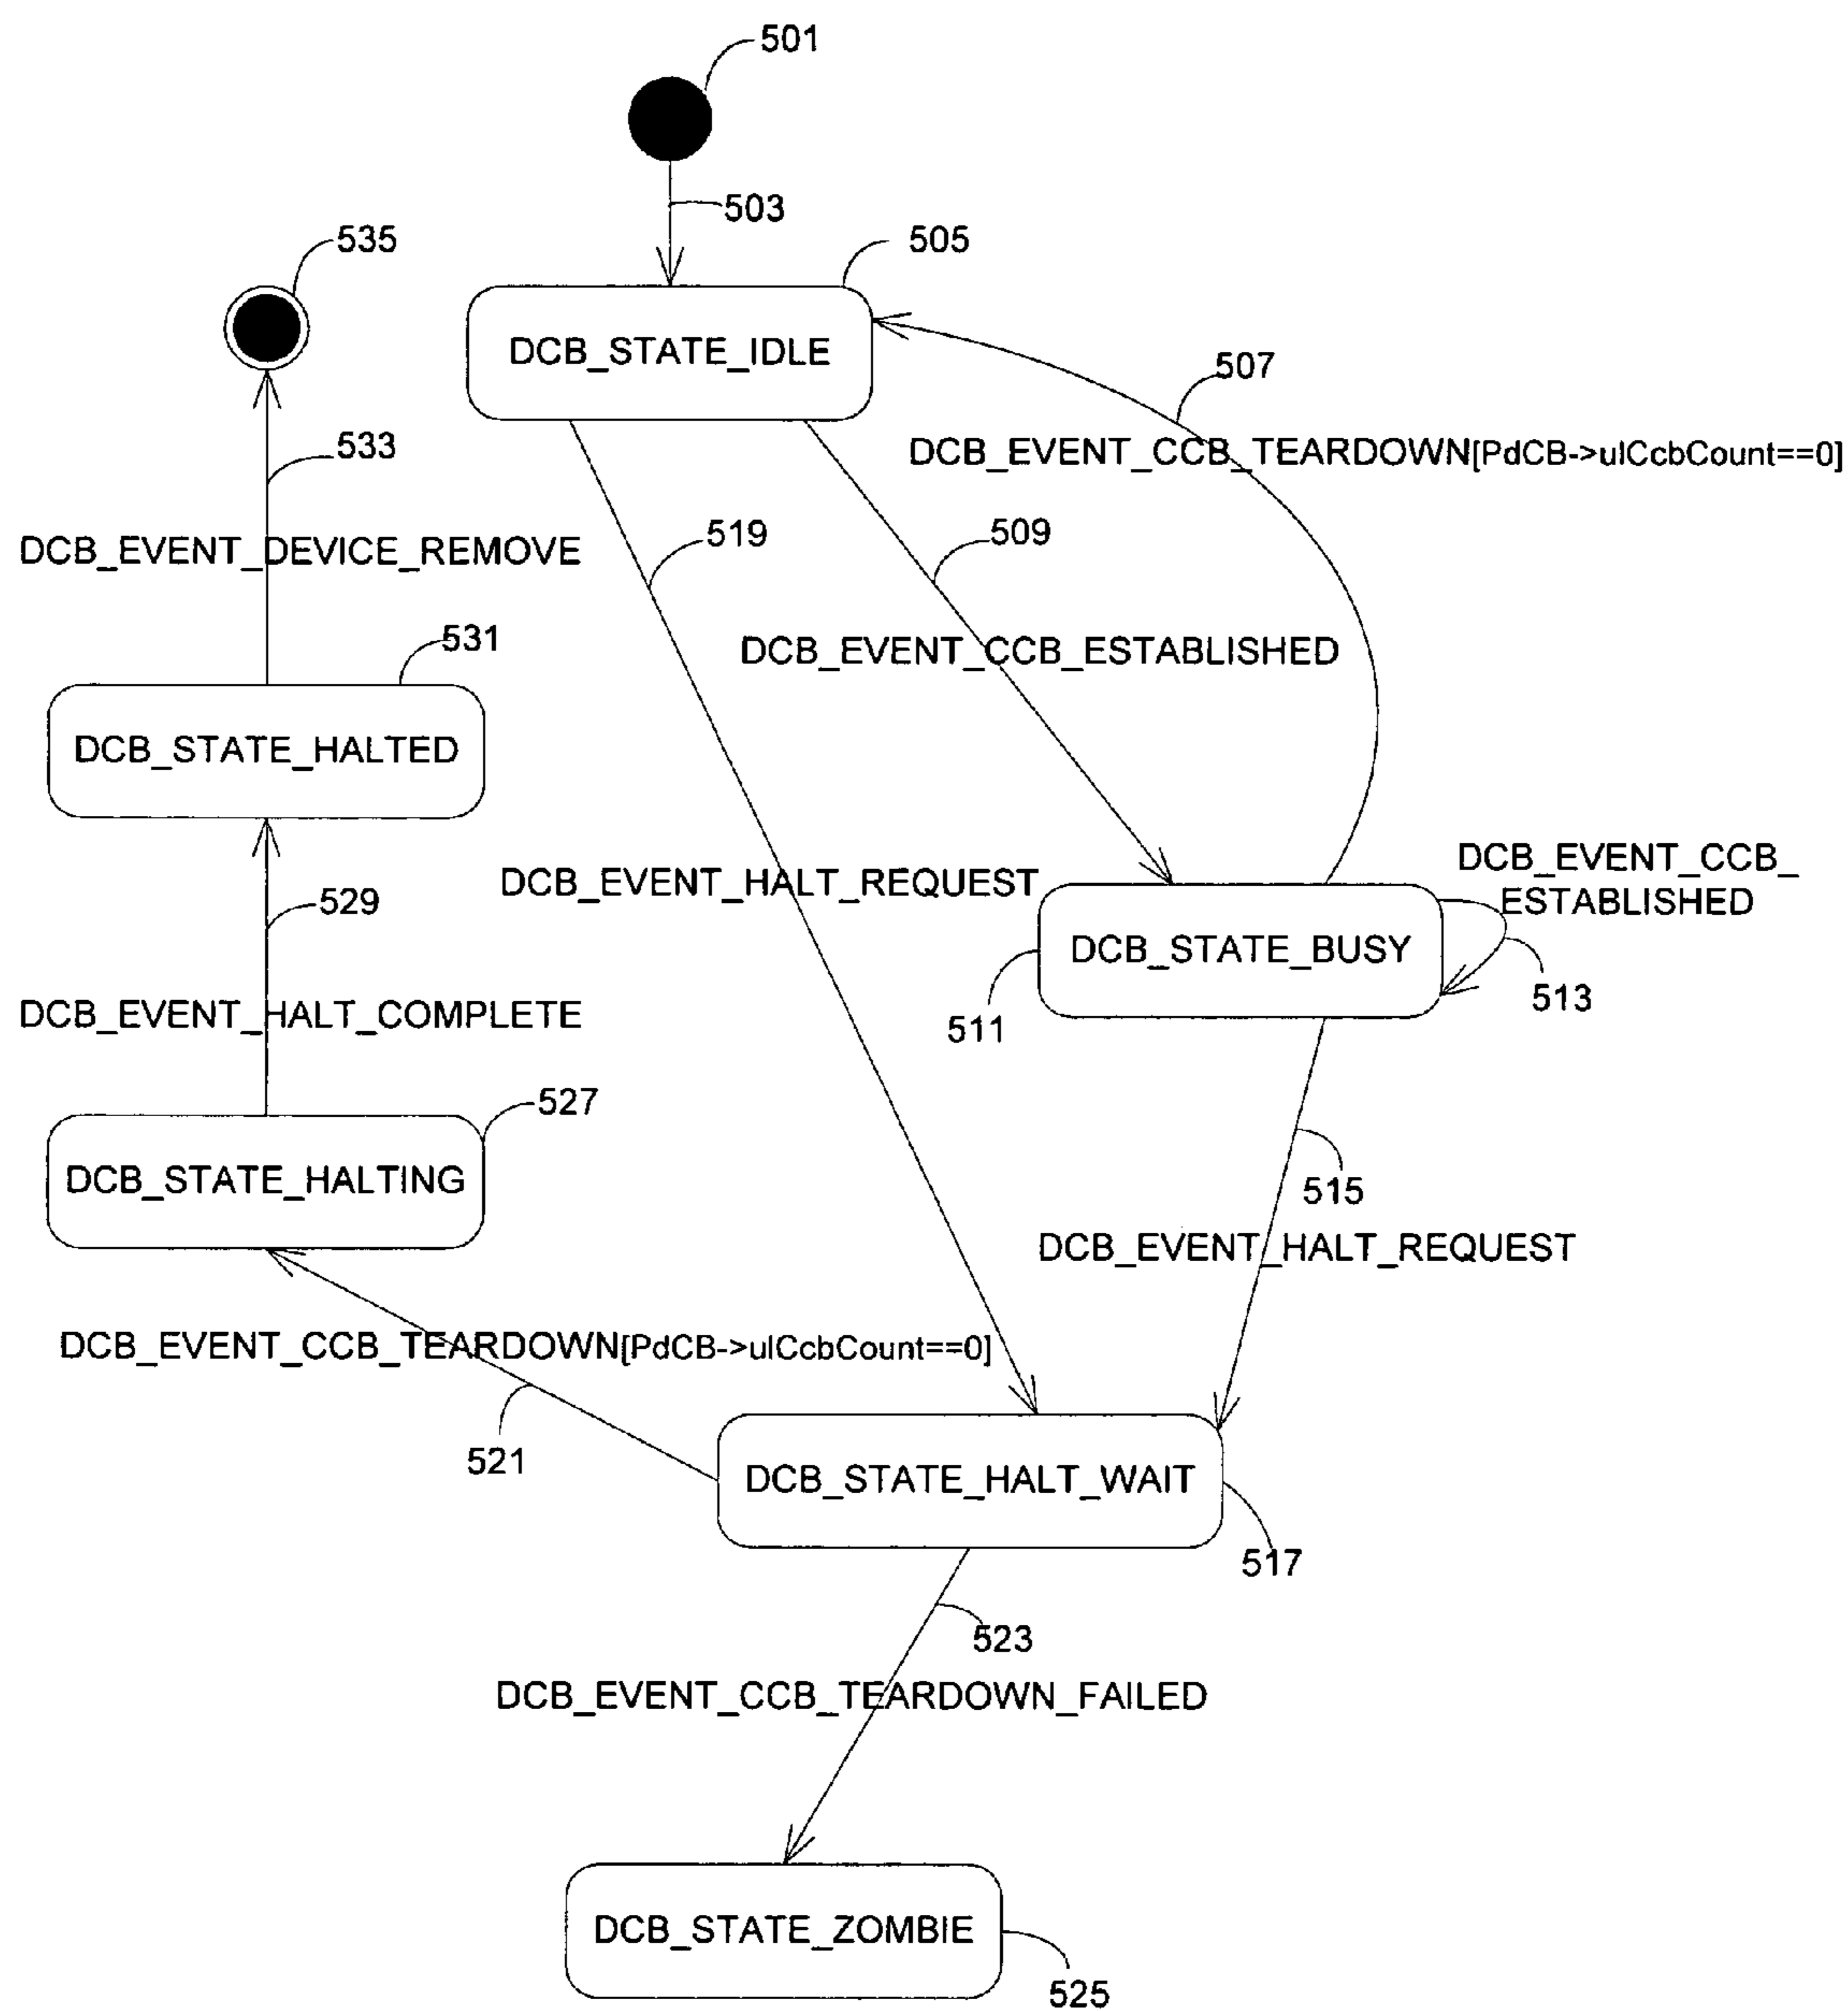 501
503
535
505
DCB_STATE_IDLE
507
DCB_EVENT_CCB_TEARDOWN[PdCB->ulCcbCount==0]
533
519
509
DCB_EVENT_DEVICE_REMOVE
531
DCB_EVENT_CCB_ESTABLISHED
DCB_STATE_HALTED
DCB_EVENT_HALT_REQUEST
DCB_EVENT_CCB_
ESTABLISHED
529
DCB_STATE_BUSY
513
DCB_EVENT_HALT_COMPLETE
511
527
DCB_STATE_HALTING
515
DCB_EVENT_HALT_REQUEST
DCB_EVENT_CCB_TEARDOWN[PdCB->ulCcbCount==0]
521
DCB_STATE_HALT_WAIT
517
523
DCB_EVENT_CCB_TEARDOWN_FAILED
DCB_STATE_ZOMBIE
525